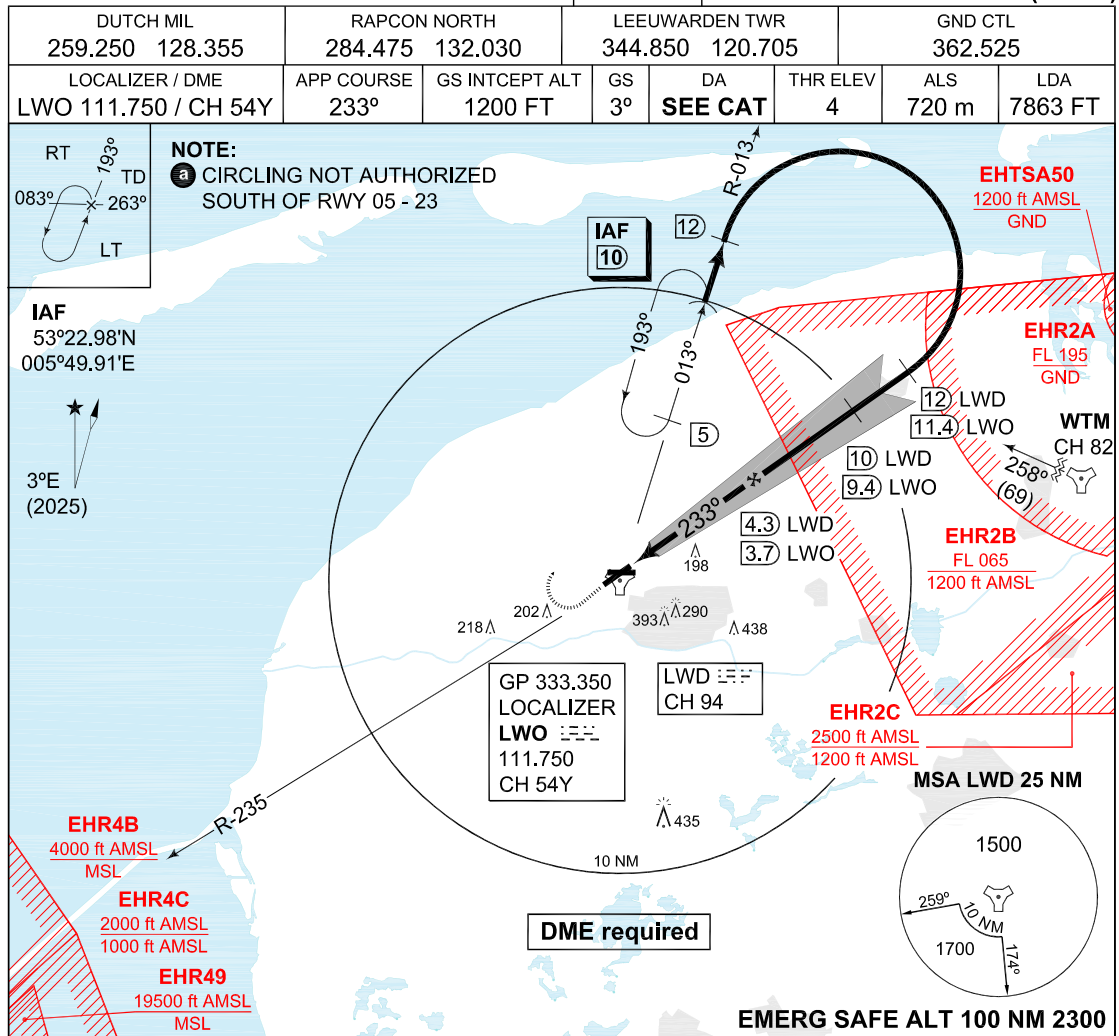 DUTCH MIL
259.250 128.355
RAPCON NORTH
284.475 132.030
LEEUWARDEN TWR
344.850 120.705
GND CTL
362.525
LOCALIZER / DME
LWO 111.750 / CH 54Y
APP COURSE
233º
GS INTCEPT ALT
1200 FT
GS
3º
DA
SEE CAT
THR ELEV
4
ALS
720 m
LDA
7863 FT
RT
193º
TD
083º
263º
LT
NOTE:
a CIRCLING NOT AUTHORIZED
SOUTH OF RWY 05 - 23
IAF
53º22.98'N
005º49.91'E
3ºE
(2025)
IAF
10
12
R-013
193º
013º
5
EHTSA50
1200 ft AMSL
GND
EHR2A
FL 195
GND
12 LWD
11.4 LWO
WTM
CH 82
258º
(69)
10 LWD
9.4 LWO
233º
4.3 LWD
3.7 LWO
EHR2B
FL 065
1200 ft AMSL
198
202
218
393
290
438
GP 333.350
LOCALIZER
LWO
111.750
CH 54Y
LWD
CH 94
EHR2C
2500 ft AMSL
1200 ft AMSL
435
10 NM
R-235
EHR4B
4000 ft AMSL
MSL
EHR4C
2000 ft AMSL
1000 ft AMSL
EHR49
19500 ft AMSL
MSL
DME required
MSA LWD 25 NM
1500
259º
10 NM
1700
174º
EMERG SAFE ALT 100 NM 2300